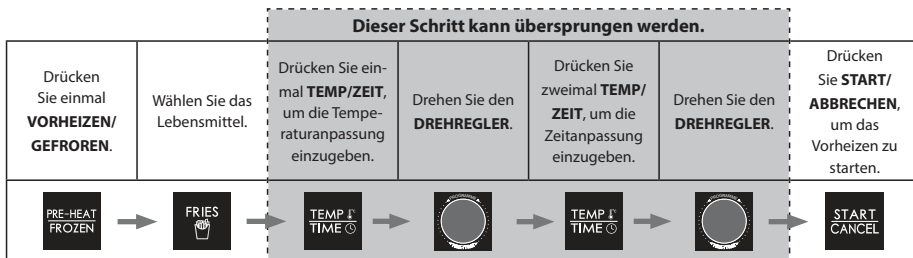 Dieser Schritt kann übersprungen werden.
Drücken
Sie einmal
VORHEIZEN/
GEFROREN.
Wählen Sie das
Lebensmittel.
Drücken Sie ein-
mal TEMP/ZEIT,
um die Tempe-
raturanpassung
einzugeben.
Drehen Sie den
DREHREGLER.
Drücken Sie
zweimal TEMP/
ZEIT, um die
Zeitanpassung
einzugeben.
Drehen Sie den
DREHREGLER.
Drücken
Sie START/
ABBRECHEN,
um das
Vorheizen zu
starten.
PRE-HEAT
FROZEN
FRIES
TEMP
TIME
TEMP
TIME
START
CANCEL